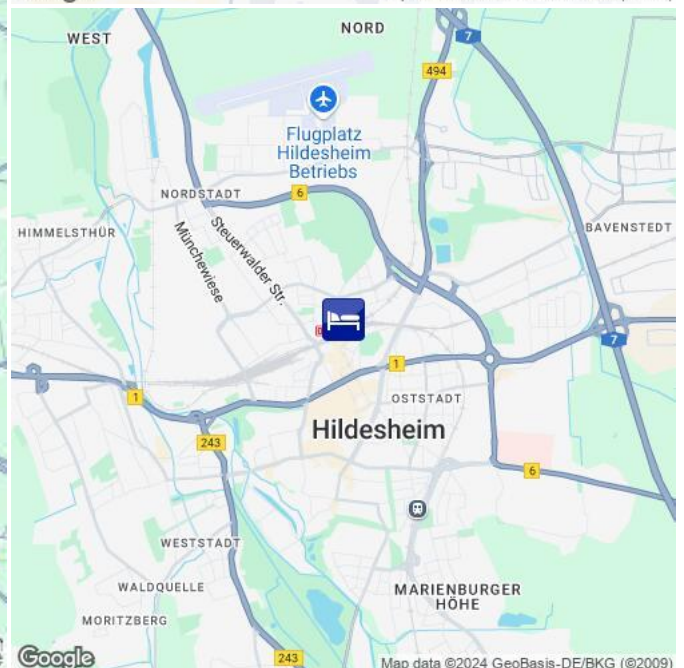 WEST
NORD
7
494
Flugplatz
Hildesheim
Betriebs
NORDSTADT
6
HIMMELSTHÜR
BAVENSTEDT
Steuerwalder Str.
Münchewiese
7
1
1
OSTSTADT
Hildesheim
243
6
WESTSTADT
WALDQUELLE
MARIENBURGER
HÖHE
MORITZBERG
243
Google
Map data ©2024 GeoBasis-DE/BKG (©2009)